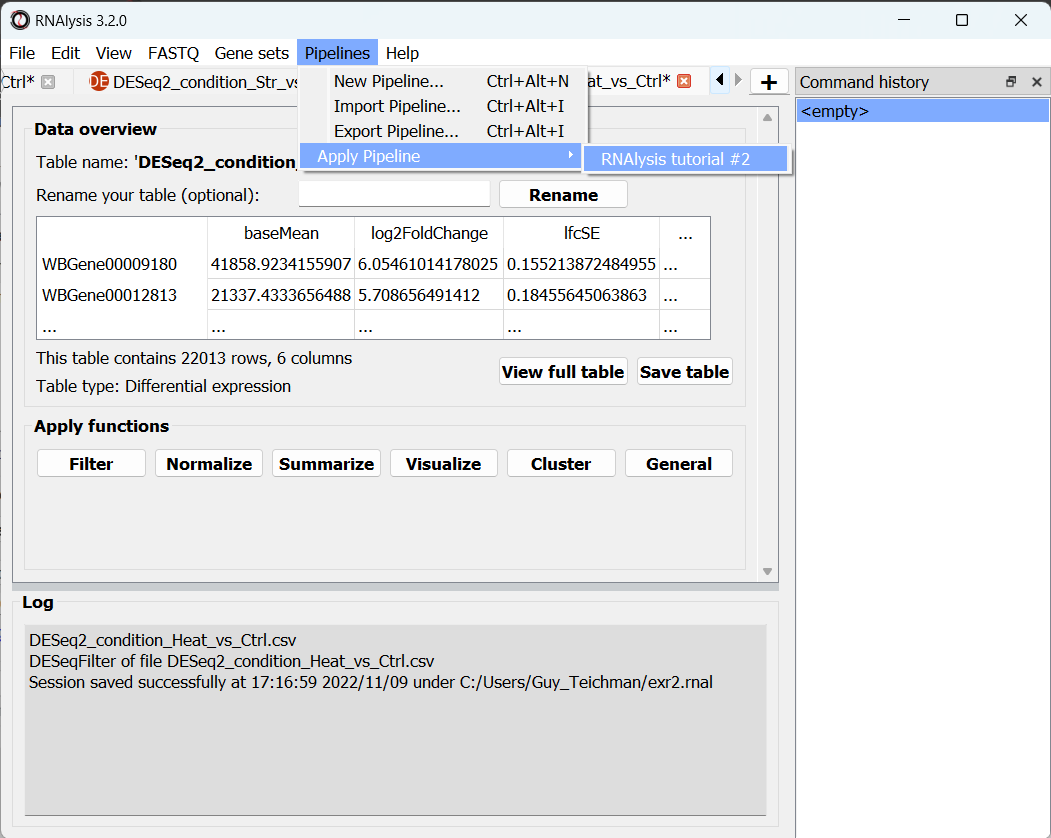 RNAlysis 3.2.0
File Edit View FASTQ Gene sets Pipelines Help
Ctrl* DE DESeq2_condition_Str_vs at_vs_Ctrl* + Command history
New Pipeline... Ctrl+Alt+N
Import Pipeline... Ctrl+Alt+I
Export Pipeline... Ctrl+Alt+I
Apply Pipeline RNAlysis tutorial #2
<empty>
Data overview
Table name: 'DESeq2_condition_
Rename your table (optional): Rename
baseMean log2FoldChange lfcSE ...
WBGene00009180 41858.9234155907 6.05461014178025 0.155213872484955 ...
WBGene00012813 21337.4333656488 5.708656491412 0.18455645063863 ...
... ... ... ... ...
This table contains 22013 rows, 6 columns
Table type: Differential expression
View full table Save table
Apply functions
Filter Normalize Summarize Visualize Cluster General
Log
DESeq2_condition_Heat_vs_Ctrl.csv
DESeqFilter of file DESeq2_condition_Heat_vs_Ctrl.csv
Session saved successfully at 17:16:59 2022/11/09 under C:/Users/Guy_Teichman/exr2.rnal